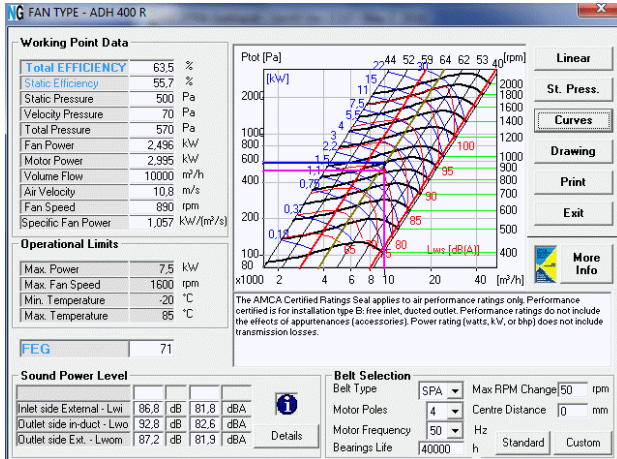 NG FAN TYPE - ADH 400 R
Working Point Data
Total EFFICIENCY 63,5 %
Static Efficiency 55,7 %
Static Pressure 500 Pa
Velocity Pressure 70 Pa
Total Pressure 570 Pa
Fan Power 2,496 kW
Motor Power 2,995 kW
Volume Flow 10000 m³/h
Air Velocity 10,8 m/s
Fan Speed 890 rpm
Specific Fan Power 1,057 kW/(m³/s)
Operational Limits
Max. Power 7,5 kW
Max. Fan Speed 1600 rpm
Min. Temperature -20 °C
Max. Temperature 85 °C
FEG 71
Ptot [Pa] 22 44 52 30 59 64 62 53 40 [rpm]
[kW] 15
11
7,5
5,5
4
3
2,2
1,5
1,1
0,75
0,37
0,18
2000
1000
800
600
400
200
100
80
2000
1800
1600
1400
1200
1000
900
800
700
600
500
400
100
95
90
85
80
65
Lws [dB(A)]
x1000 2 4 6 8 10 20 40 [m³/h]
The AMCA Certified Ratings Seal applies to air performance ratings only. Performance
certified for installation type B: free inlet, ducted outlet. Performance ratings do not include
the effects of appurtenances (accessories). Power rating (watts, kW, or bhp) does not include
transmission losses.
Linear
St. Press.
Curves
Drawing
Print
Exit
More
Info
Sound Power Level
Inlet side External - Lwi 86,8 dB 81,8 dBA
Outlet side in-duct - Lwo 92,8 dB 82,6 dBA
Outlet side Ext. - Lwom 87,2 dB 81,9 dBA
Details
Belt Selection
Belt Type SPA Max RPM Change 50 rpm
Motor Poles 4 Centre Distance 0 mm
Motor Frequency 50 Hz
Bearings Life 40000 h Standard Custom